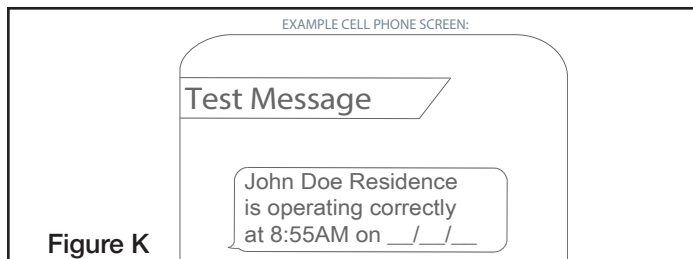 EXAMPLE CELL PHONE SCREEN:
Test Message
John Doe Residence
is operating correctly
at 8:55AM on __/__/__
Figure K